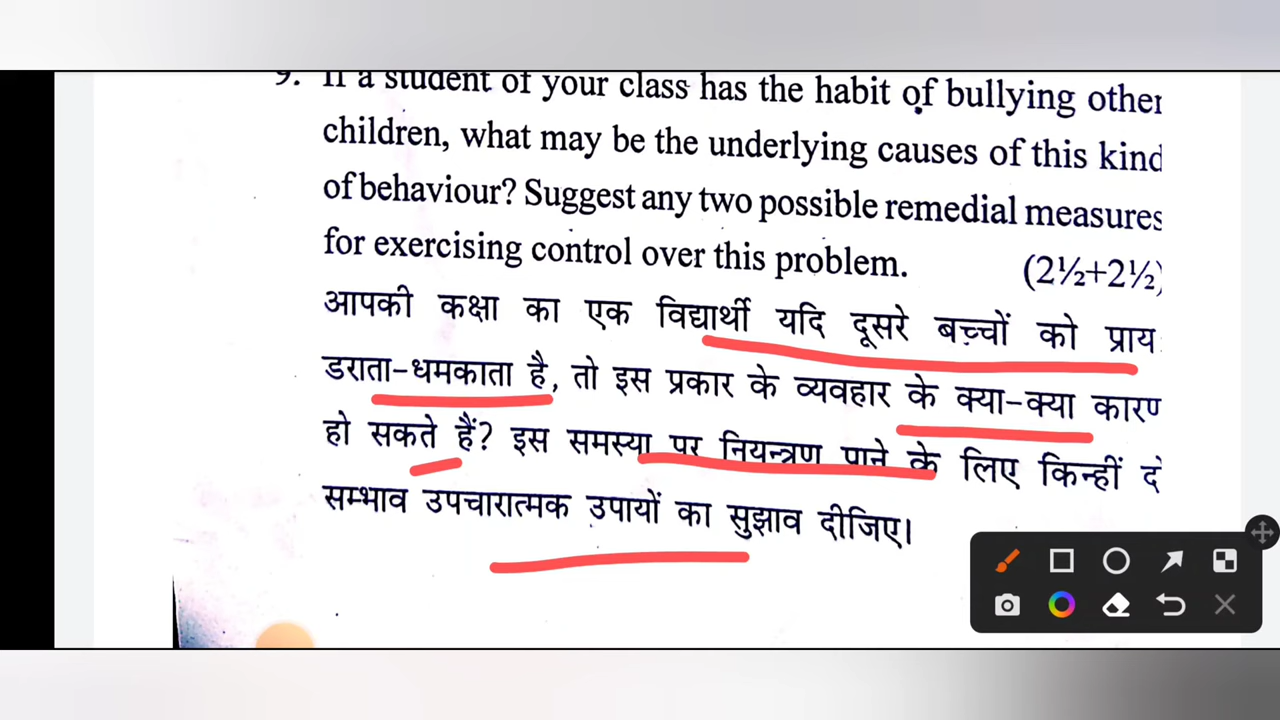 9. If a student of your class has the habit of bullying other
children, what may be the underlying causes of this kind
of behaviour? Suggest any two possible remedial measures
for exercising control over this problem. (2½+2½)
आपकी कक्षा का एक विद्यार्थी यदि दूसरे बच्चों को प्राय
डराता-धमकाता है, तो इस प्रकार के व्यवहार के क्या-क्या कारण
हो सकते हैं? इस समस्या पर नियन्त्रण पाने के लिए किन्हीं दो
सम्भाव उपचारात्मक उपायों का सुझाव दीजिए।